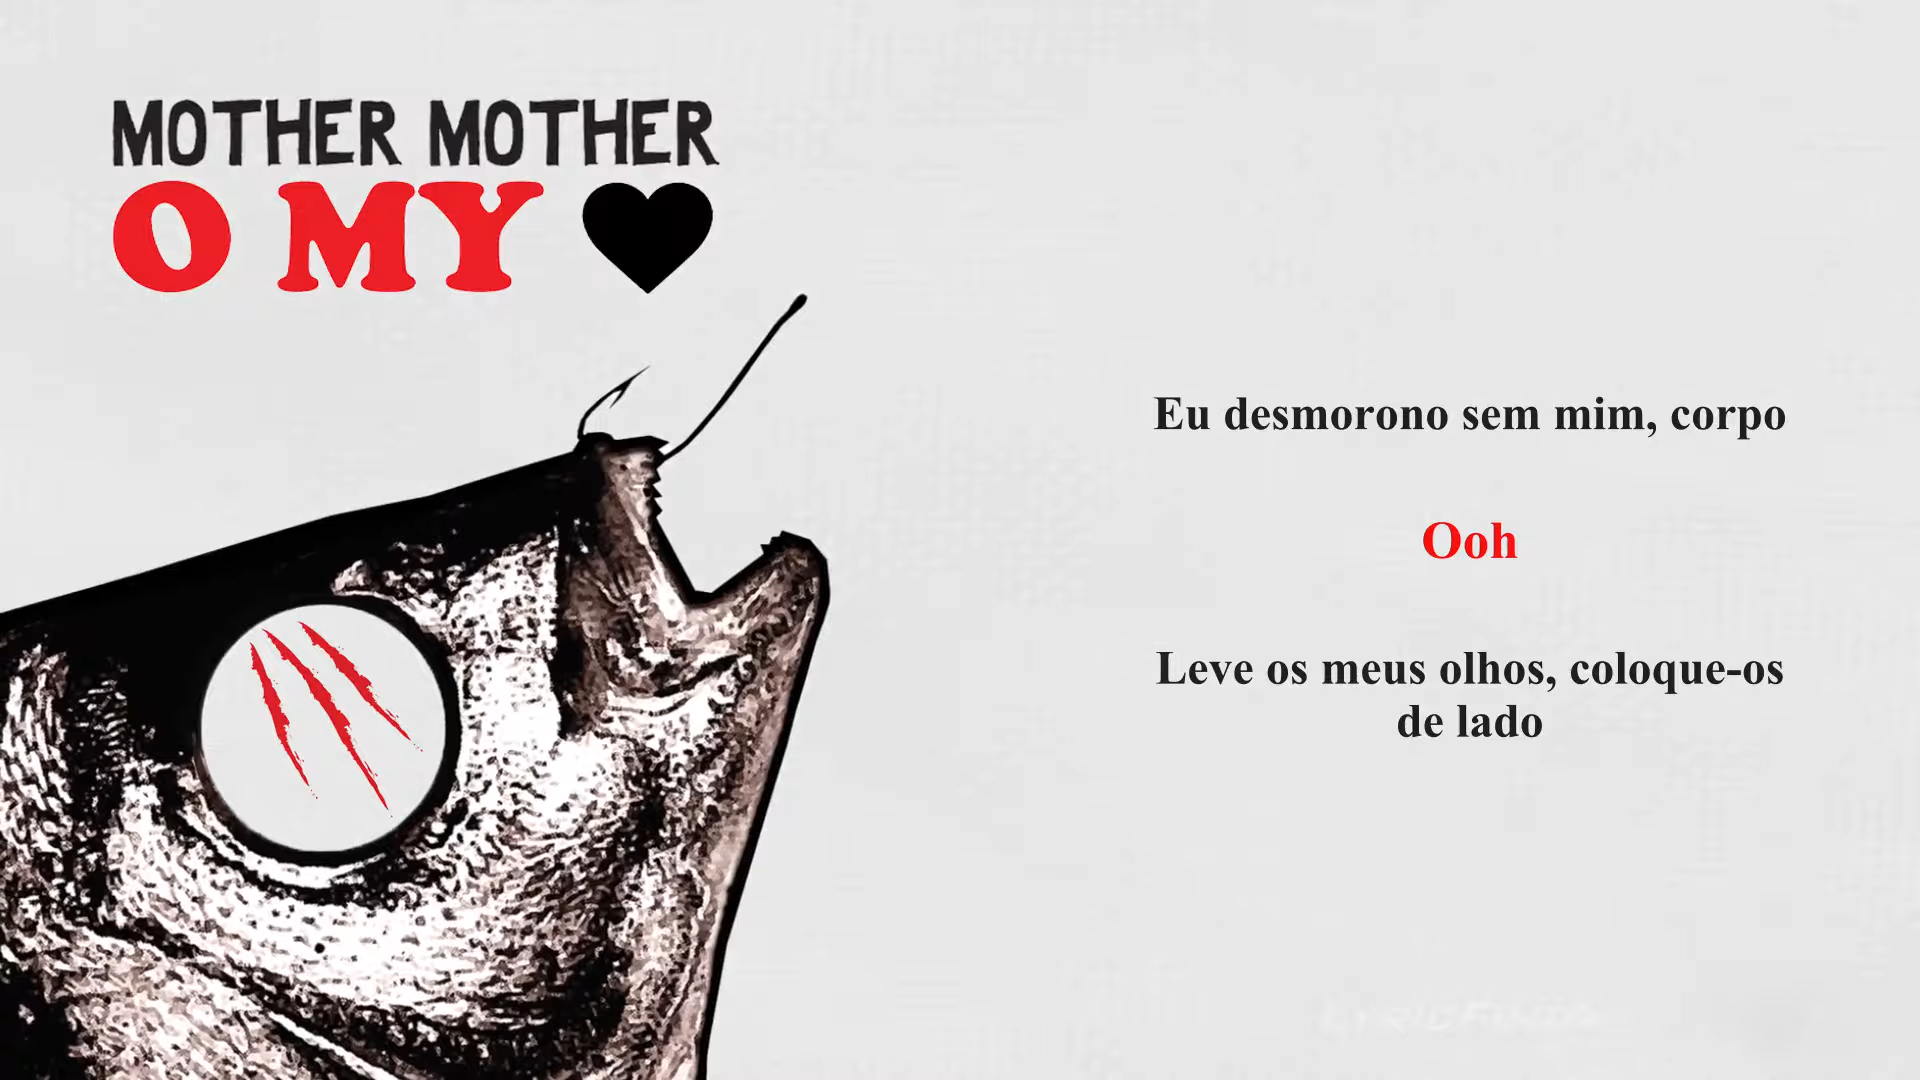 MOTHER MOTHER
O MY
Eu desmorono sem mim, corpo
Ooh
Leve os meus olhos, coloque-os
de lado